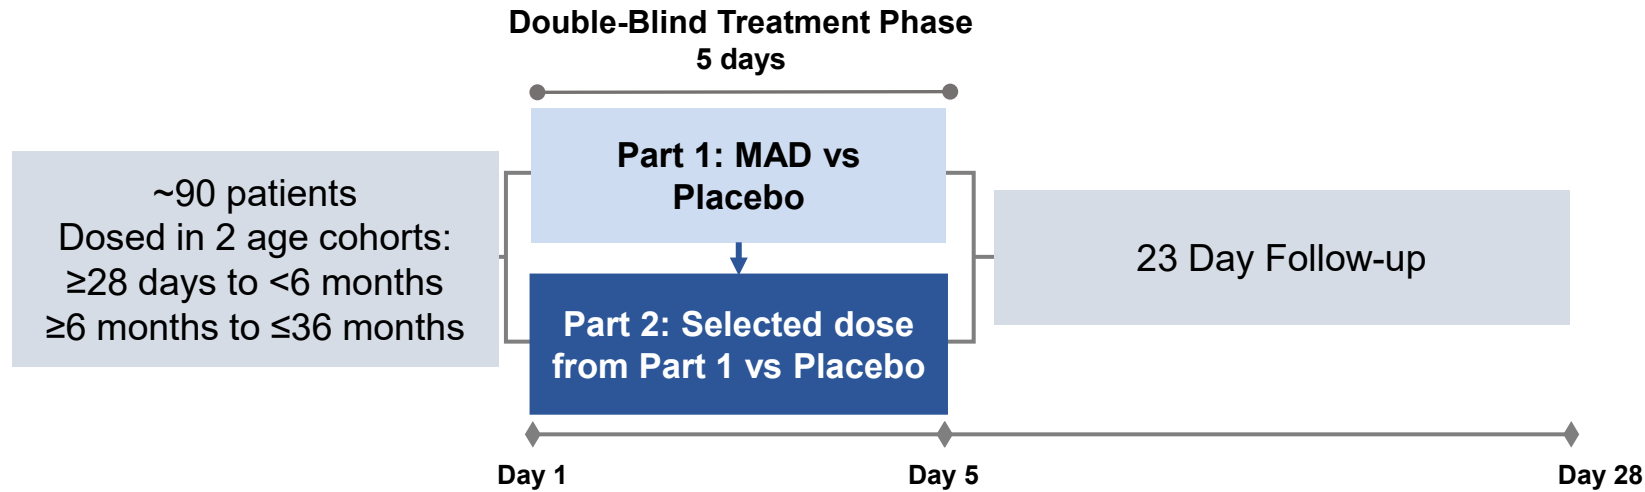 Double-Blind Treatment Phase
5 days
~90 patients
Dosed in 2 age cohorts:
≥28 days to <6 months
≥6 months to ≤36 months
Part 1: MAD vs
Placebo
Part 2: Selected dose
from Part 1 vs Placebo
23 Day Follow-up
Day 1
Day 5
Day 28